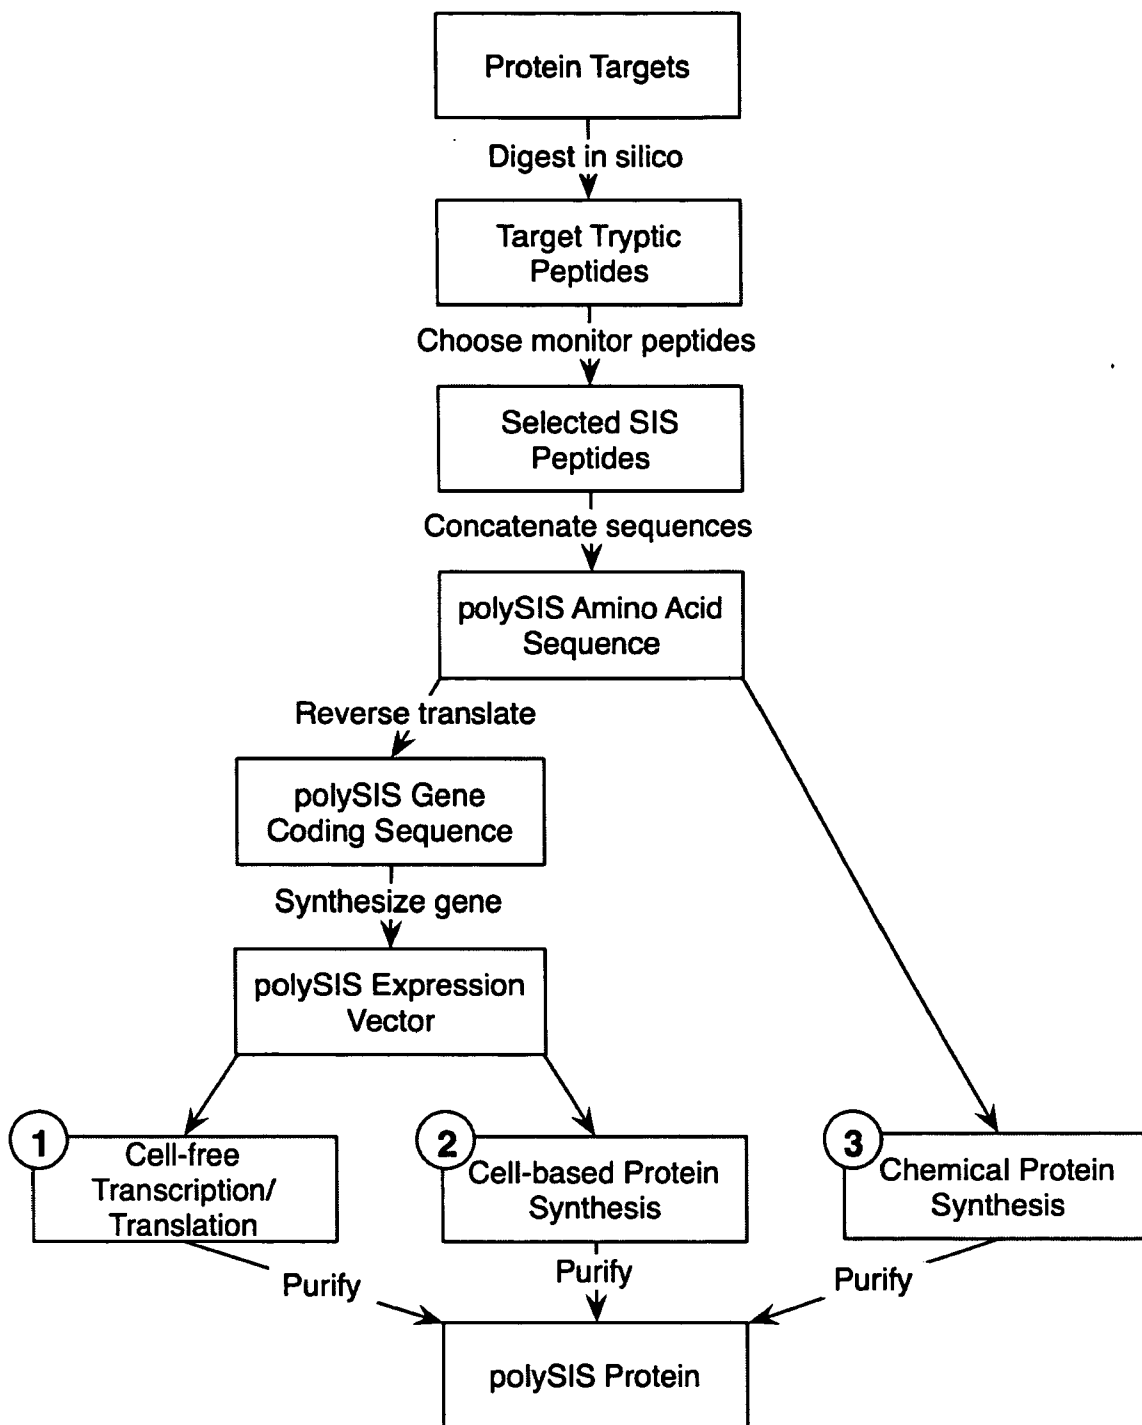 Protein Targets
Digest in silico
Target Tryptic
Peptides
Choose monitor peptides
Selected SIS
Peptides
Concatenate sequences
polySIS Amino Acid
Sequence
Reverse translate
polySIS Gene
Coding Sequence
Synthesize gene
polySIS Expression
Vector
1
Cell-free
Transcription/
Translation
2
Cell-based Protein
Synthesis
3
Chemical Protein
Synthesis
Purify
Purify
Purify
polySIS Protein